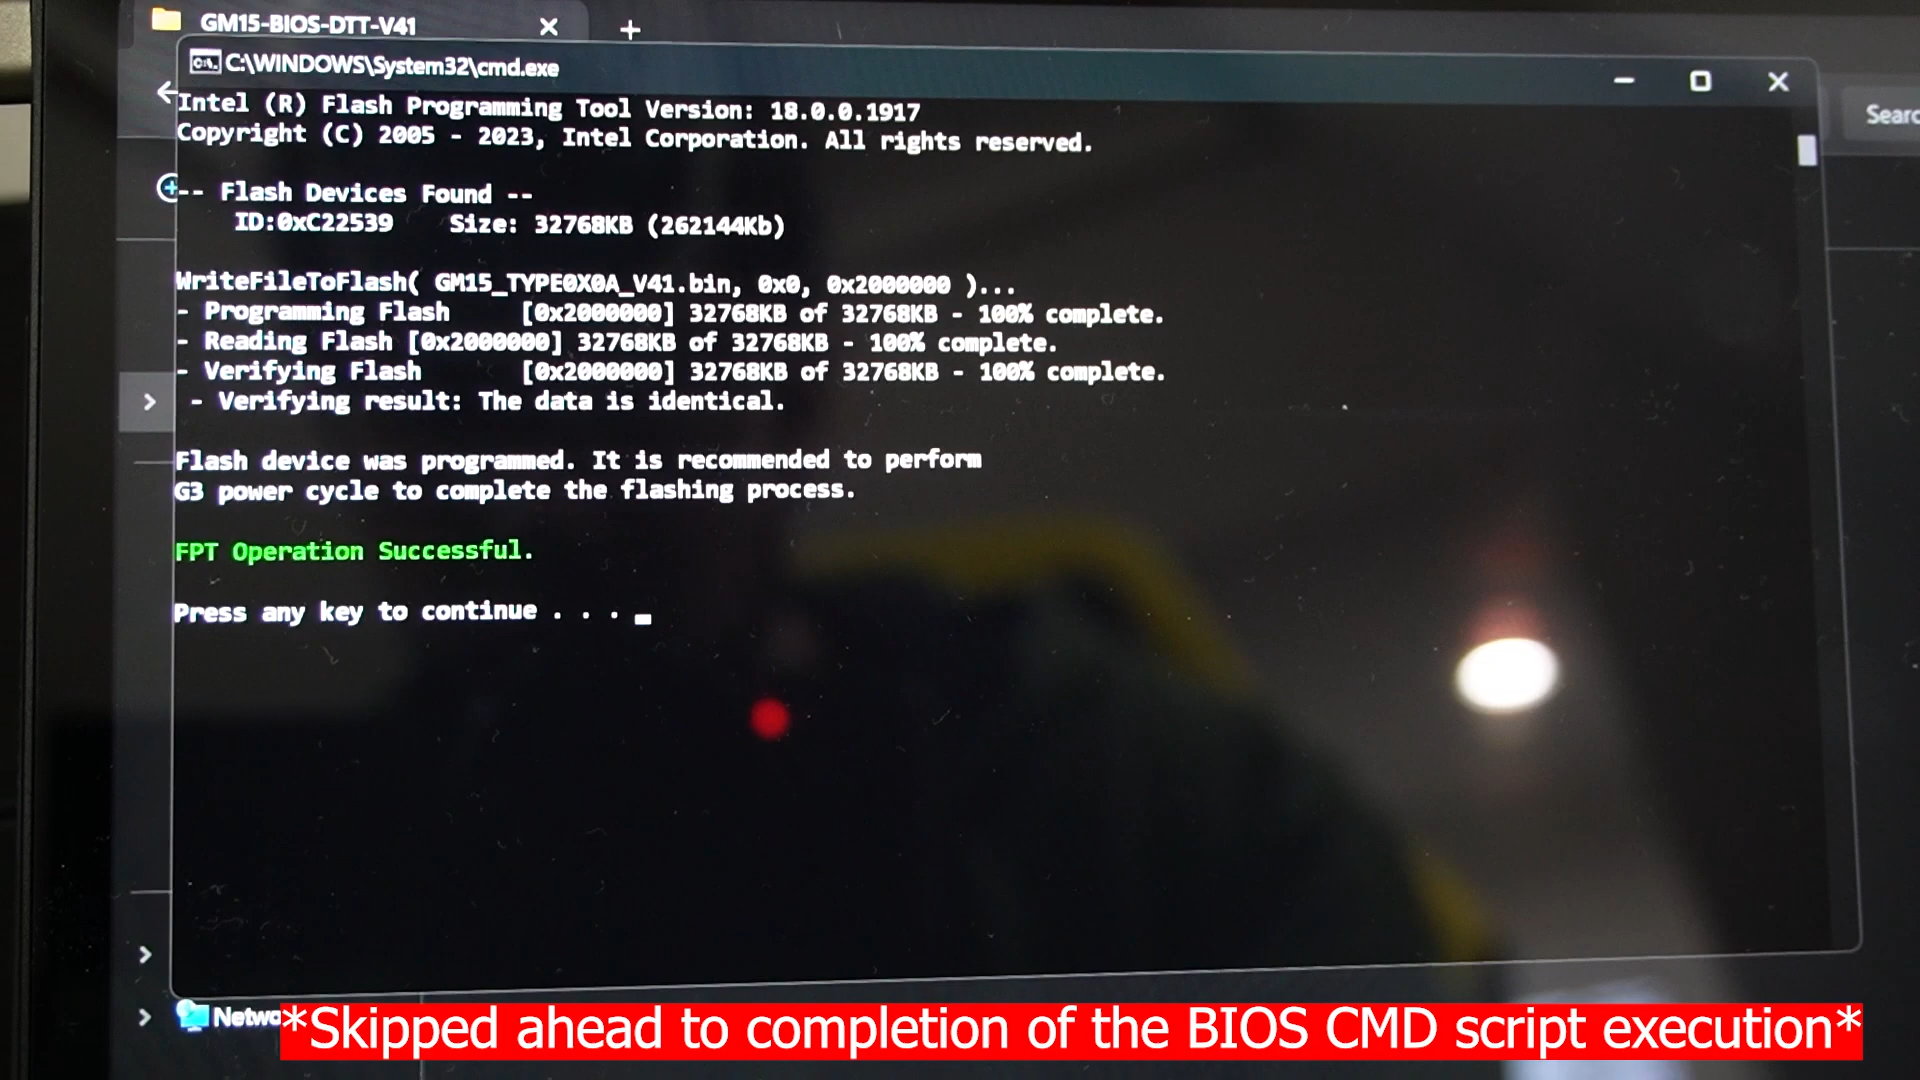 GM15-BIOS-DTT-V41
C:\WINDOWS\System32\cmd.exe
Searc
Intel (R) Flash Programming Tool Version: 18.0.0.1917
Copyright (C) 2005 - 2023, Intel Corporation. All rights reserved.
-- Flash Devices Found --
ID:0xC22539    Size: 32768KB (262144Kb)
WriteFileToFlash( GM15_TYPE0X0A_V41.bin, 0x0, 0x2000000 )...
- Programming Flash     [0x2000000] 32768KB of 32768KB - 100% complete.
- Reading Flash [0x2000000] 32768KB of 32768KB - 100% complete.
- Verifying Flash       [0x2000000] 32768KB of 32768KB - 100% complete.
- Verifying result: The data is identical.
Flash device was programmed. It is recommended to perform
G3 power cycle to complete the flashing process.
FPT Operation Successful.
Press any key to continue . . .
Netwo
*Skipped ahead to completion of the BIOS CMD script execution*